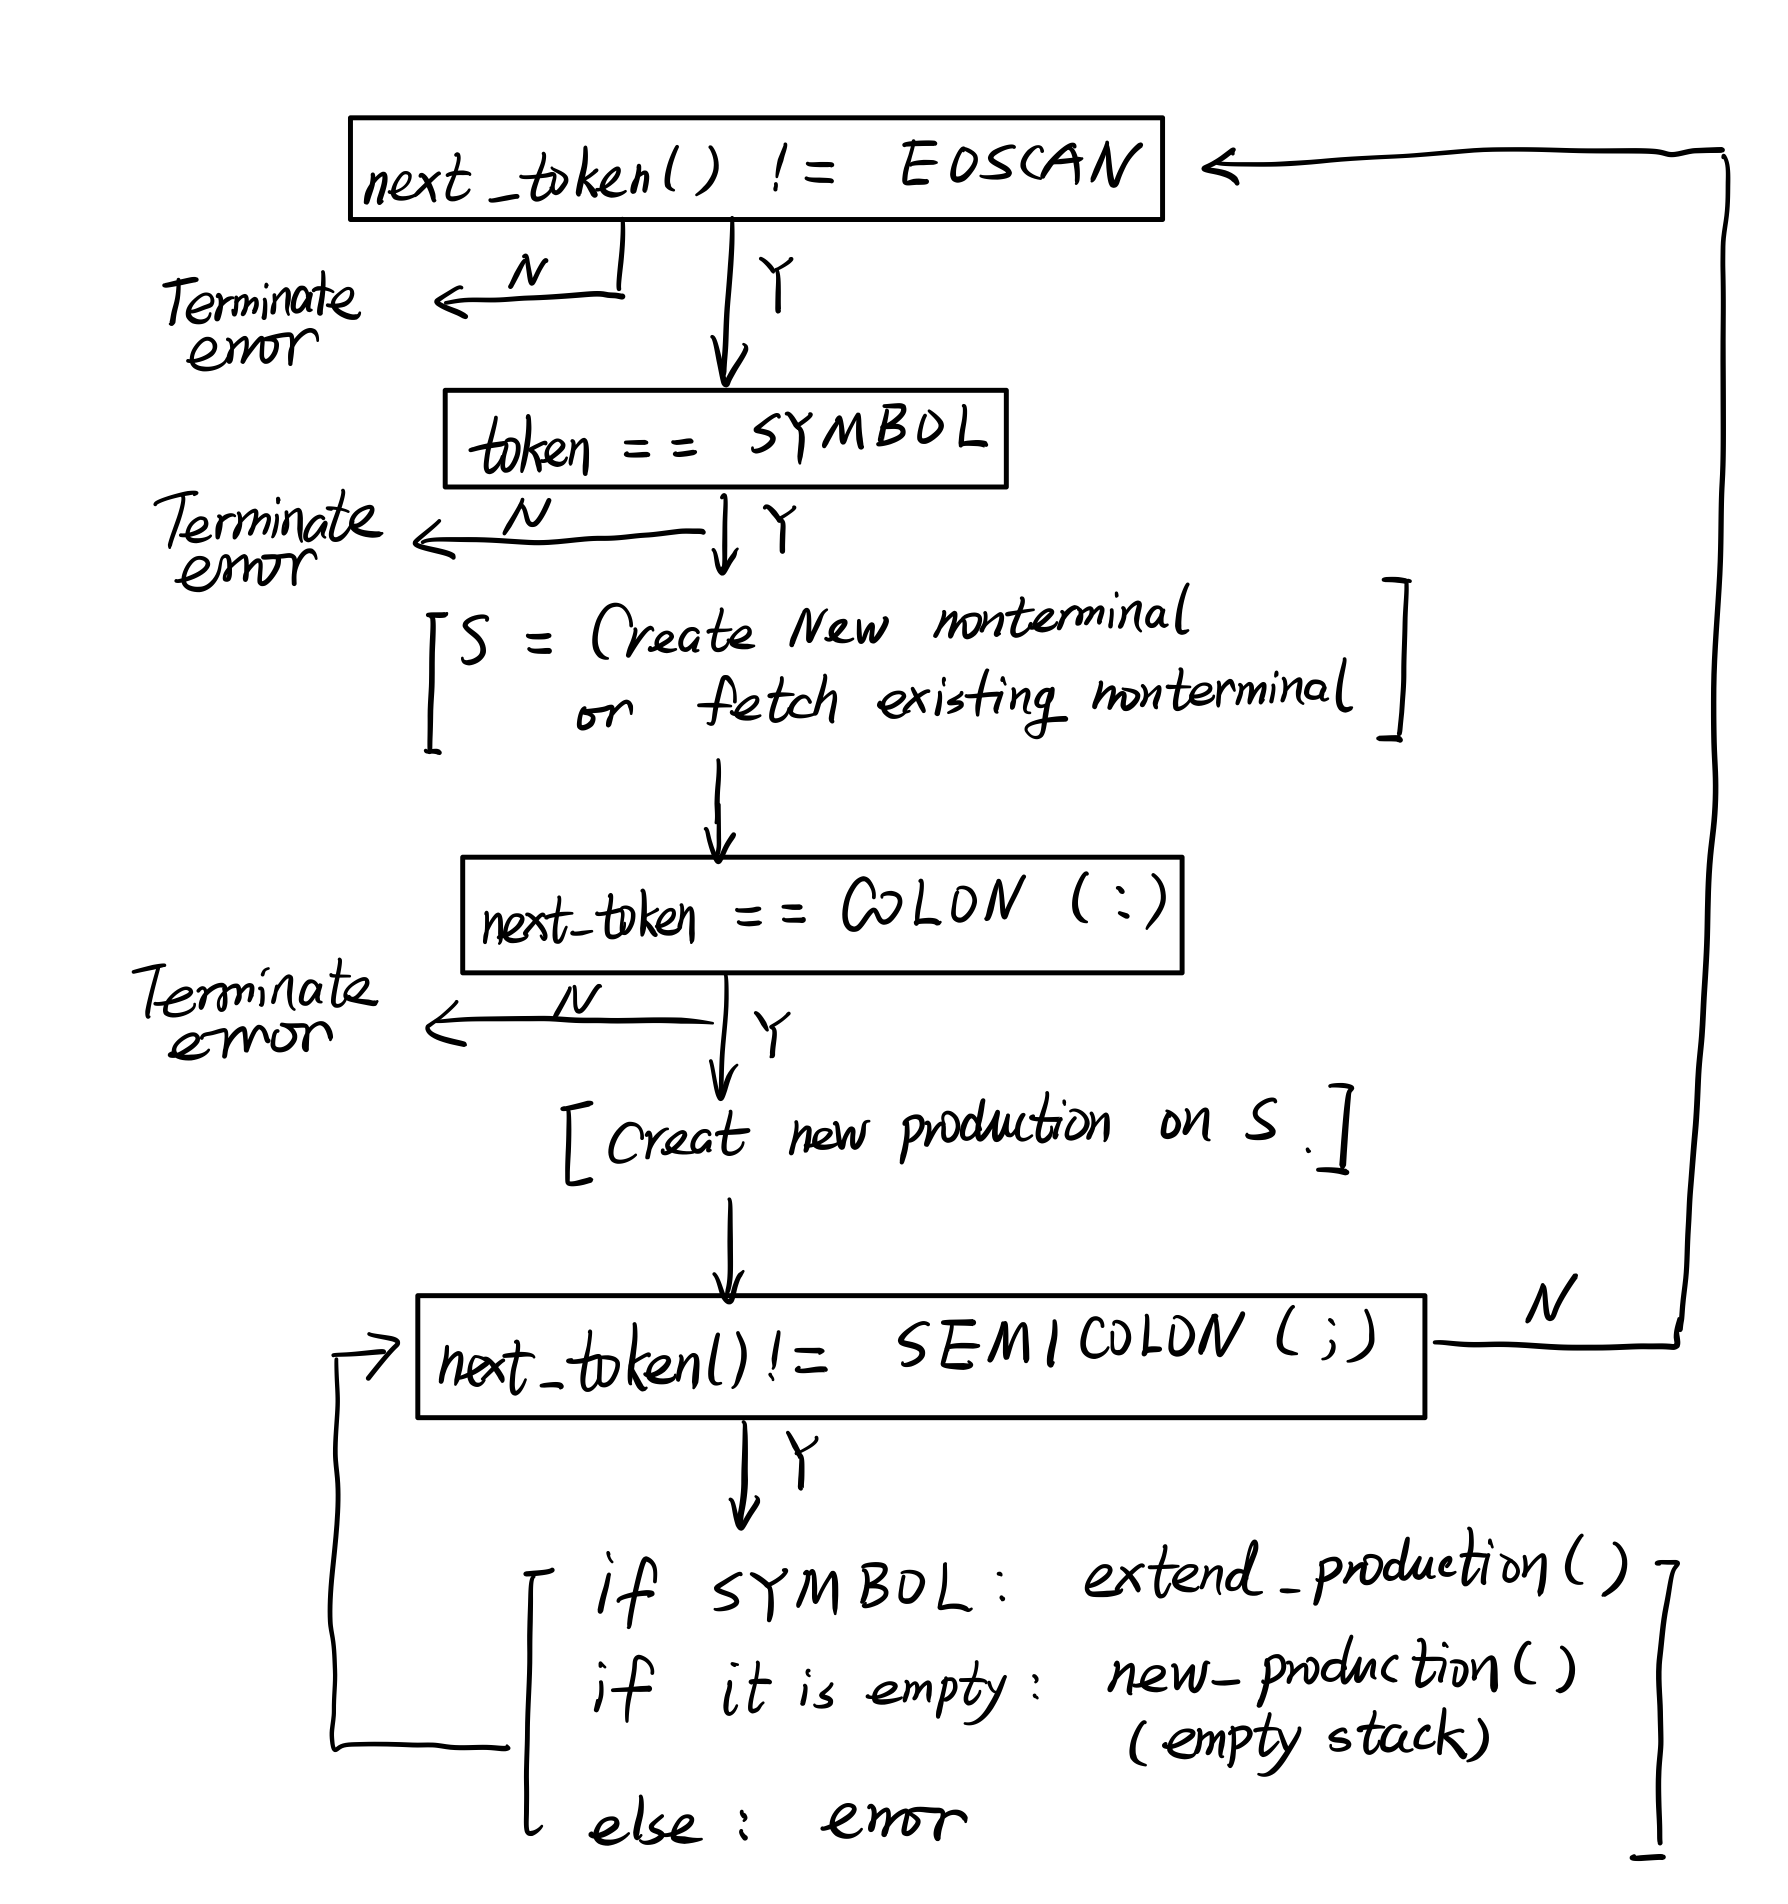 next_token() != EOSCAN
N
Y
Terminate
error
token == SYMBOL
N
Y
Terminate
error
[S = Create New nonterminal
or fetch existing nonterminal]
next_token == COLON (:)
N
Y
Terminate
error
[Creat new production on S.]
next_token() != SEMICOLON (;)
N
Y
[if SYMBOL: extend_production()
if it is empty: new_production()
(empty stack)
else: error]